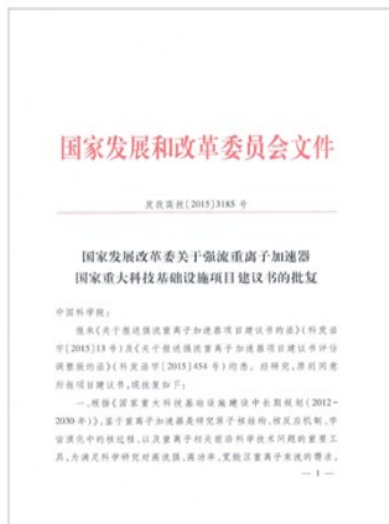 国家发展和改革委员会文件
发改高技〔2015〕3185 号
国家发展改革委关于强流重离子加速器
国家重大科技基础设施项目建议书的批复
中国科学院：
报来《关于报送强流重离子加速器项目建议书的函》(科发函
字〔2015〕13号)及《关于报送强流重离子加速器项目建议书评估
调整报的函》(科发函字〔2015〕454 号)均悉。经研究，原则同意
所报项目建议书，现批复如下：
一、根据《国家重大科技基础设施建设中长期规划(2012-
2030年)》，鉴于重离子加速器是研究原子核结构、核反应机制、宇
宙演化中的核过程，以及重离子相关前沿科学技术问题的重要工
具，为满足科学研究对高流强、高功率、宽能区重离子束流的需求，
— 1 —